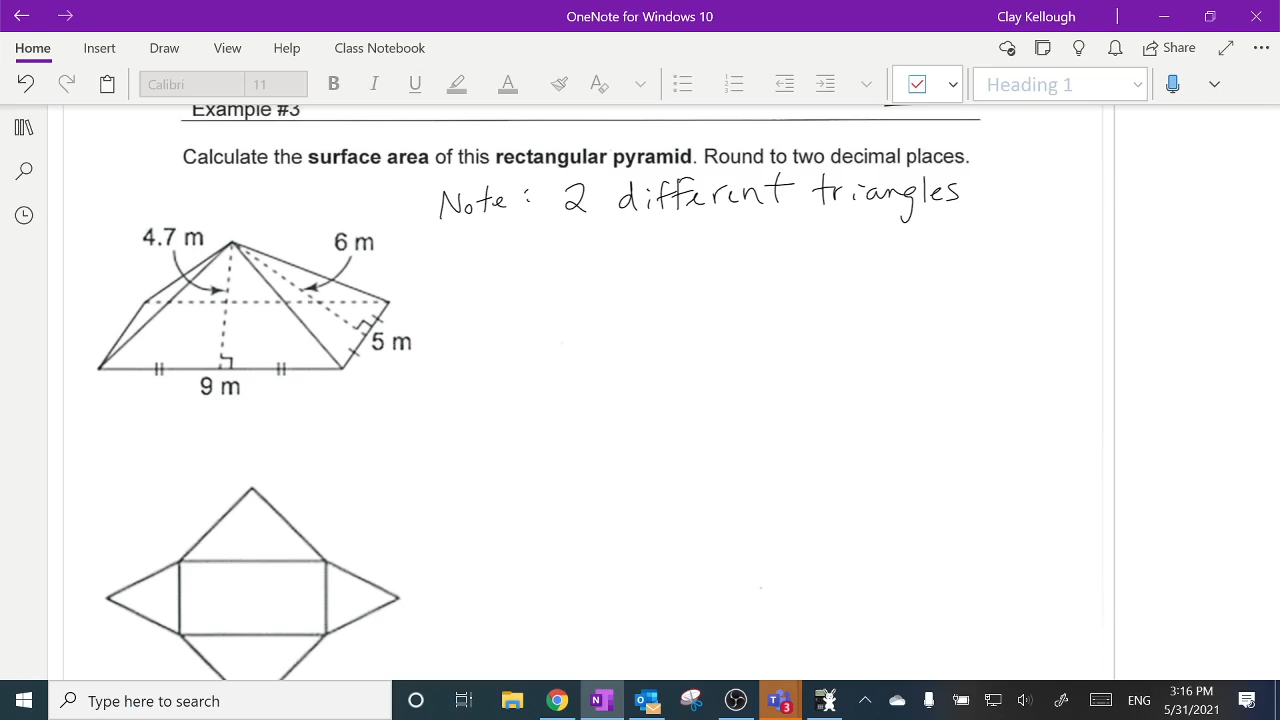 OneNote for Windows 10
Clay Kellough
Home Insert Draw View Help Class Notebook
Share
Calibri 11 B I U A A Heading 1
Example #3
Calculate the surface area of this rectangular pyramid. Round to two decimal places.
Note: 2 different triangles
4.7 m
6 m
5 m
9 m
Type here to search
3
ENG
3:16 PM
5/31/2021